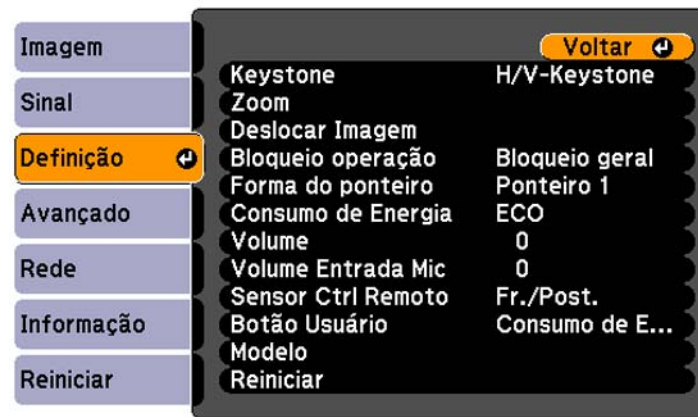 Imagem
Sinal
Definição
Avançado
Rede
Informação
Reiniciar
Voltar
Keystone H/V-Keystone
Zoom
Deslocar Imagem
Bloqueio operação Bloqueio geral
Forma do ponteiro Ponteiro 1
Consumo de Energia ECO
Volume 0
Volume Entrada Mic 0
Sensor Ctrl Remoto Fr./Post.
Botão Usuário Consumo de E...
Modelo
Reiniciar